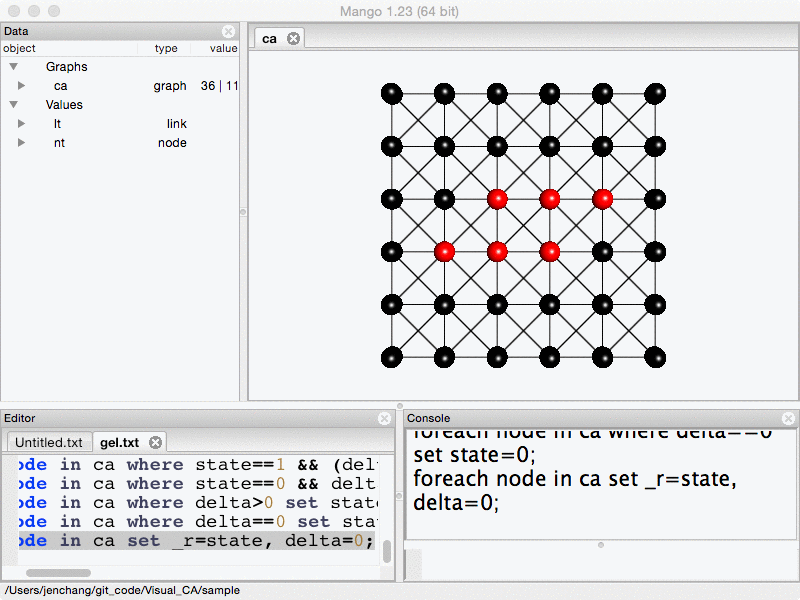 Mango 1.23 (64 bit)
Data
object type value
Graphs
ca graph 36 | 11
Values
lt link
nt node
ca
Editor
Untitled.txt gel.txt
ode in ca where state==1 && (del
ode in ca where state==0 && delt
ode in ca where delta>0 set stat
ode in ca where delta==0 set sta
ode in ca set _r=state, delta=0;
Console
foreach node in ca where delta==0
set state=0;
foreach node in ca set _r=state,
delta=0;
/Users/jenchang/git_code/Visual_CA/sample